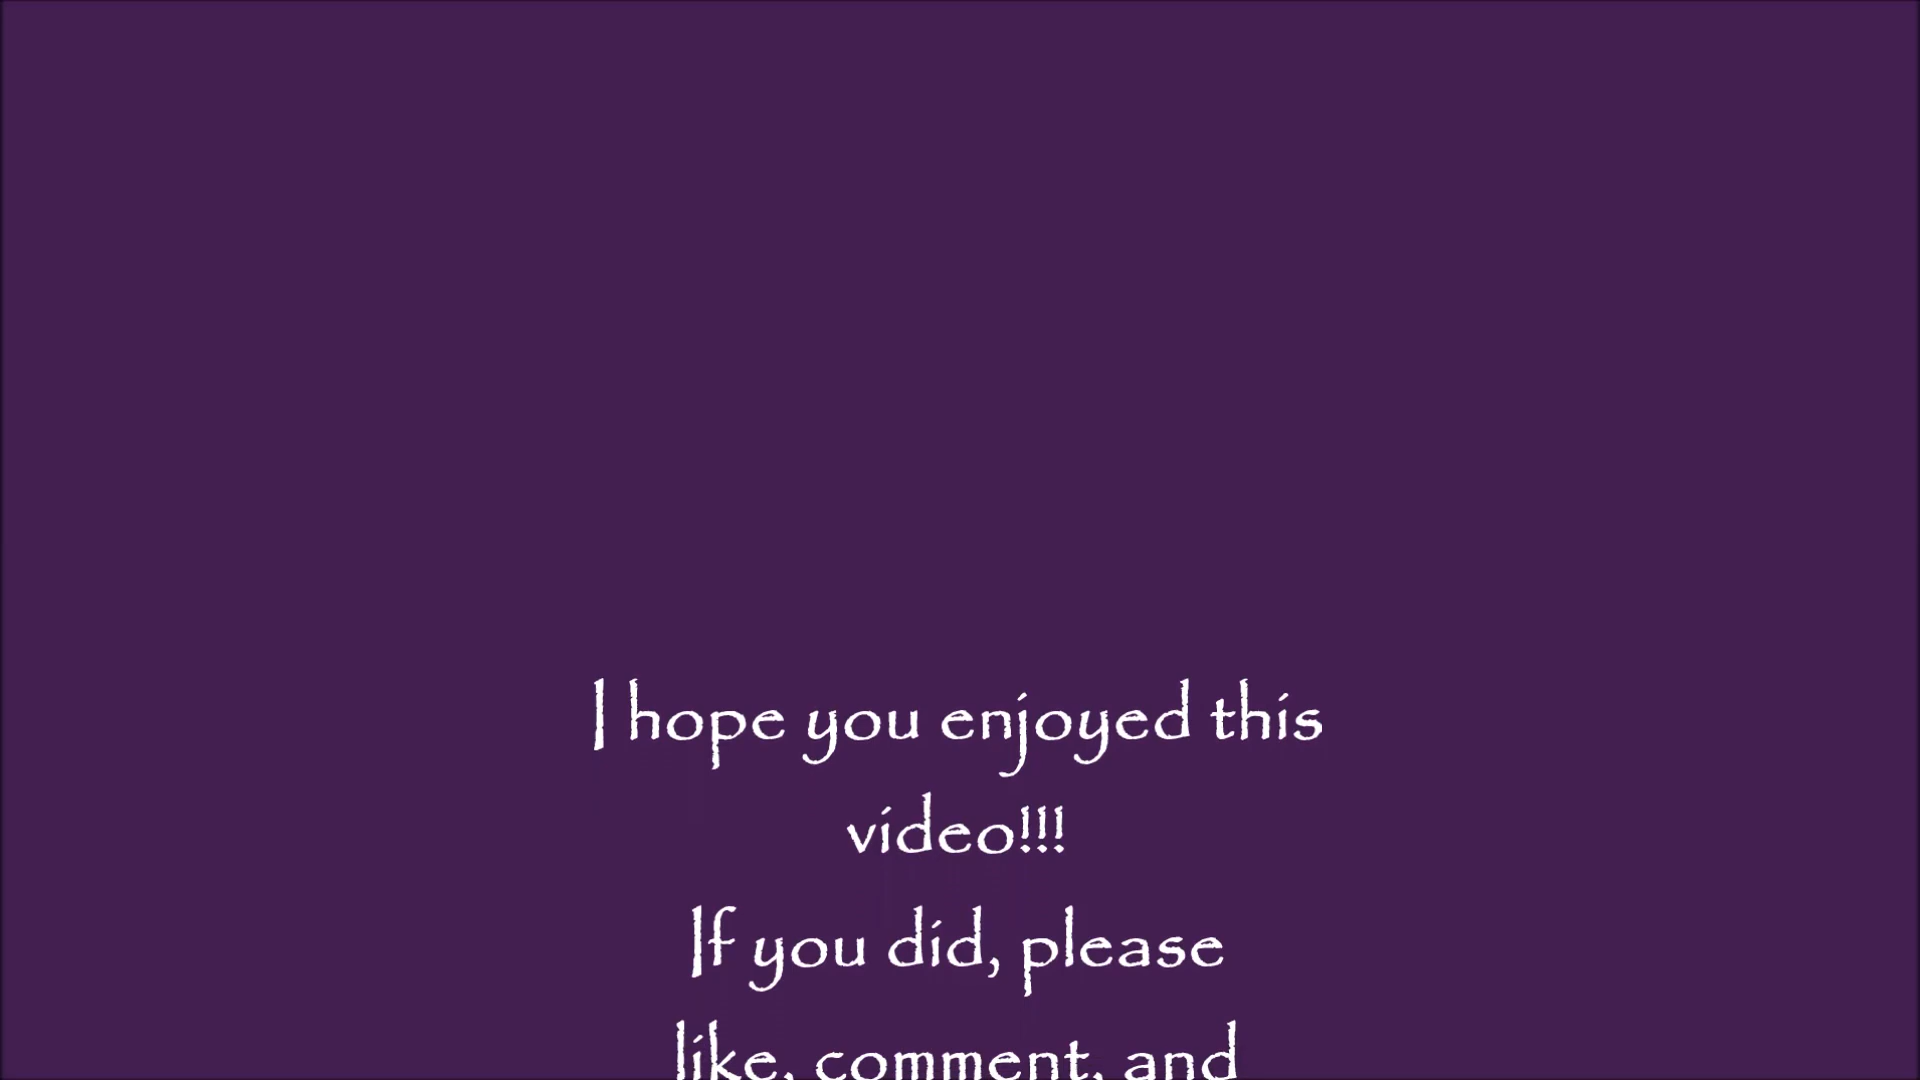 I hope you enjoyed this
video!!!
If you did, please
like, comment, and